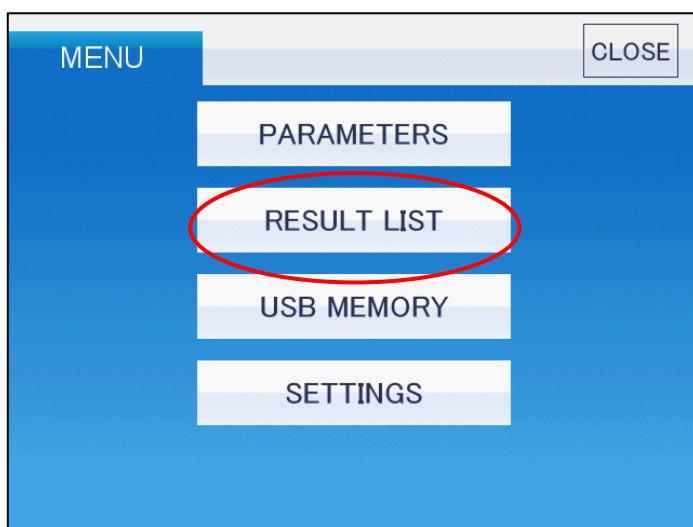 MENU
CLOSE
PARAMETERS
RESULT LIST
USB MEMORY
SETTINGS